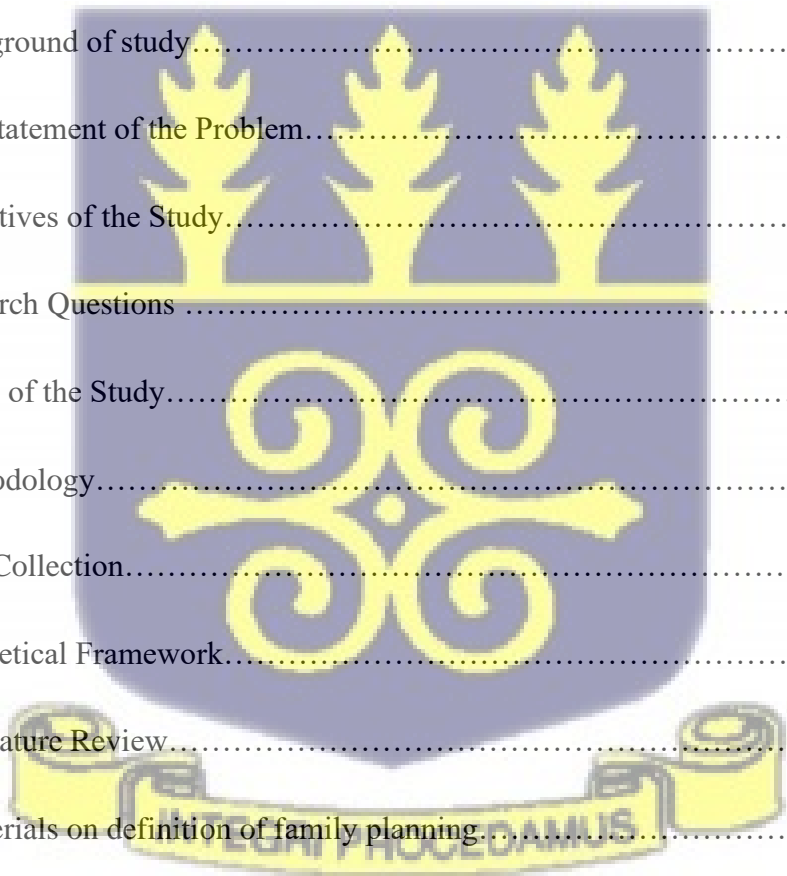 ground of study………………………………………………
tatement of the Problem……………………………………
tives of the Study……………………………………………
rch Questions ………………………………………………
of the Study…………………………………………………
odology………………………………………………………
Collection……………………………………………………
etical Framework……………………………………………
ature Review…………………………………………………
erials on definition of family planning……………………
INTEGRI PROCEDAMUS